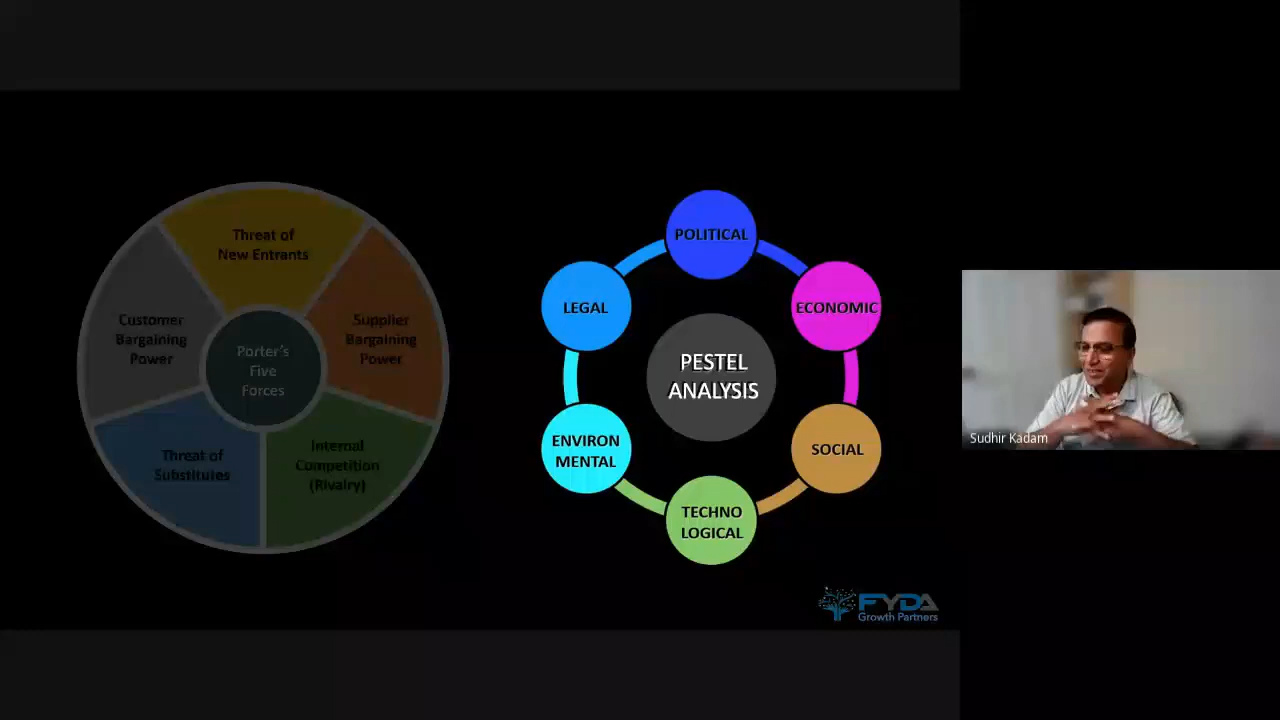 Threat of
New Entrants
Customer
Bargaining
Power
Supplier
Bargaining
Power
Porter's
Five
Forces
Threat of
Substitutes
Internal
Competition
(Rivalry)
POLITICAL
LEGAL
ECONOMIC
PESTEL
ANALYSIS
ENVIRON
MENTAL
SOCIAL
TECHNO
LOGICAL
FYDA
Growth Partners
Sudhir Kadam